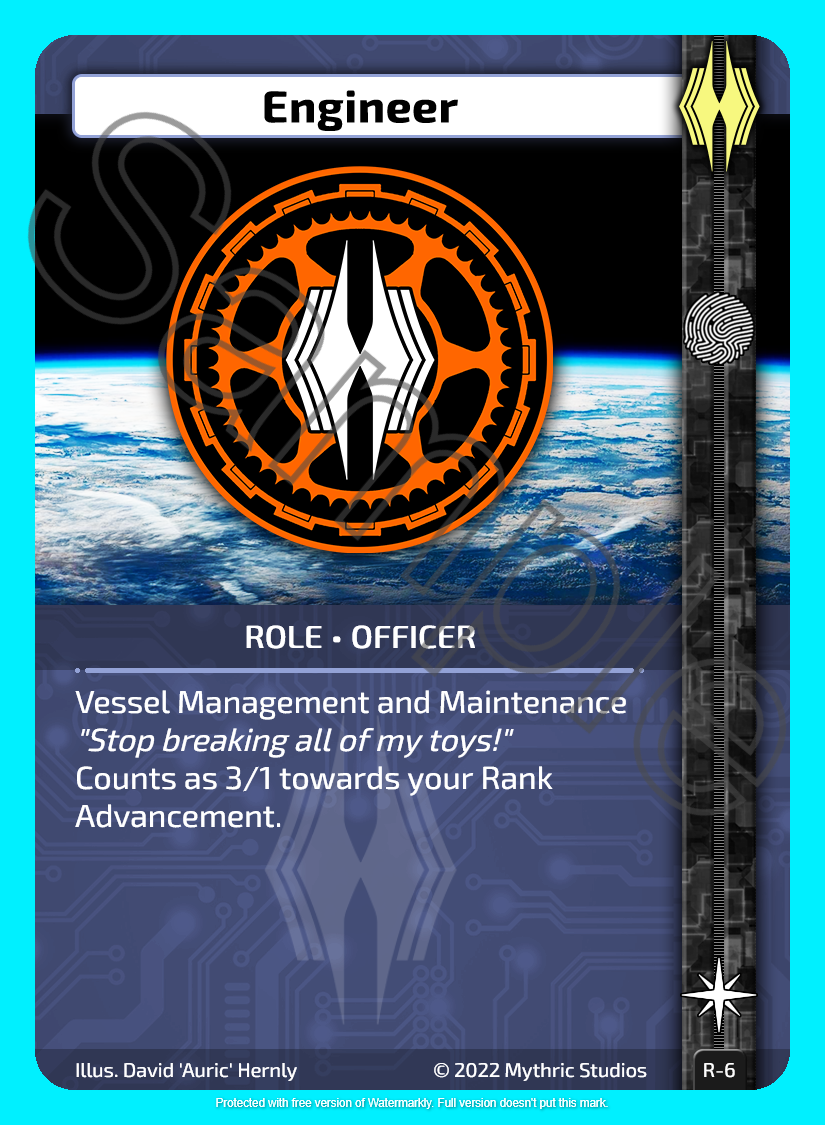 Engineer
Sample
ROLE • OFFICER
Vessel Management and Maintenance
"Stop breaking all of my toys!"
Counts as 3/1 towards your Rank
Advancement.
Illus. David 'Auric' Hernly
© 2022 Mythric Studios
R-6
Protected with free version of Watermarkly. Full version doesn't put this mark.